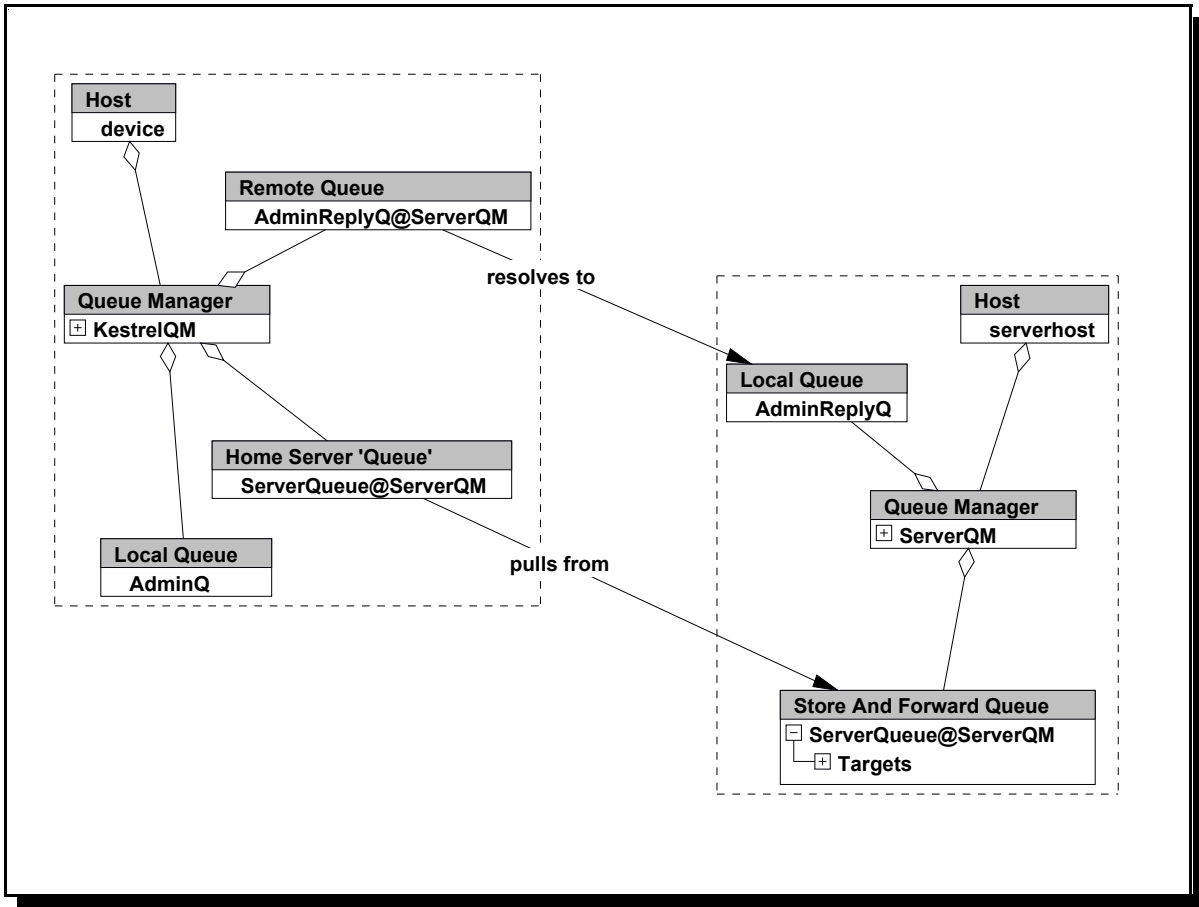 Host
device
Remote Queue
AdminReplyQ@ServerQM
resolves to
Queue Manager
KestrelQM
Host
serverhost
Local Queue
AdminReplyQ
Home Server 'Queue'
ServerQueue@ServerQM
Queue Manager
ServerQM
Local Queue
AdminQ
pulls from
Store And Forward Queue
ServerQueue@ServerQM
Targets